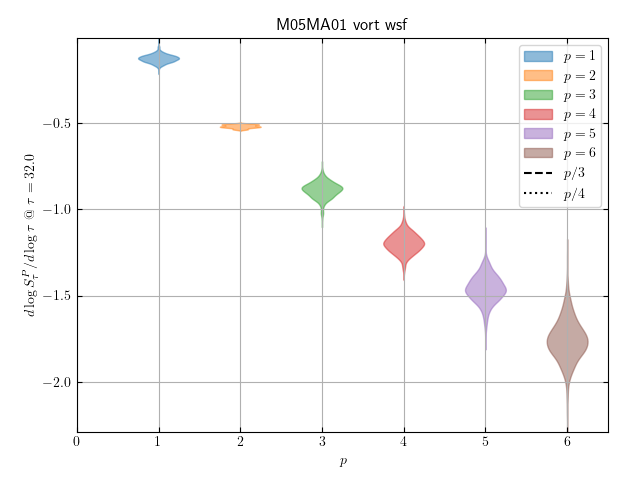 M05MA01 vort wsf
d log S_τ^P / d log τ @ τ = 32.0
−0.5
−1.0
−1.5
−2.0
0 1 2 3 4 5 6
p
p = 1
p = 2
p = 3
p = 4
p = 5
p = 6
p/3
p/4